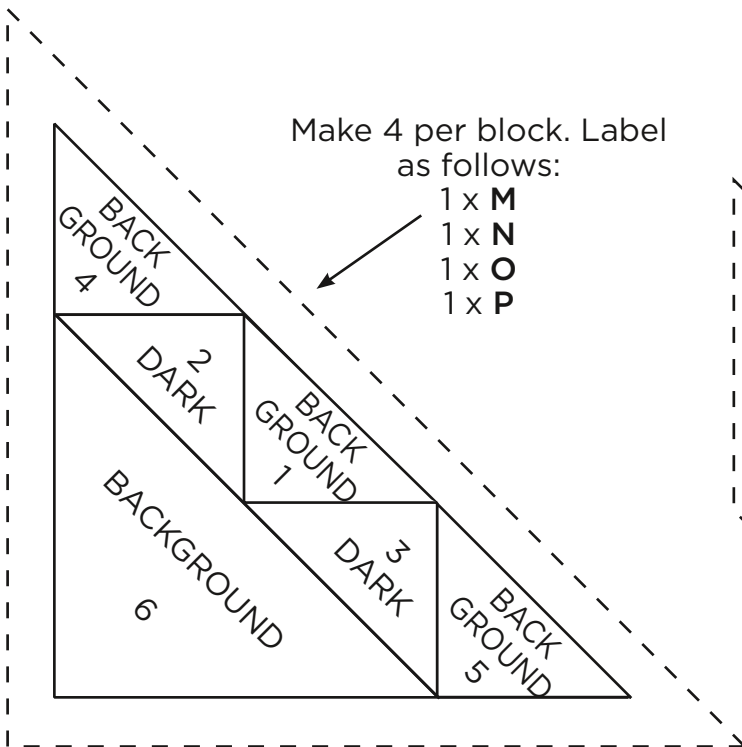 Make 4 per block. Label
as follows:
1 x M
1 x N
1 x O
1 x P
BACK
GROUND
4
2
DARK
BACK
GROUND
1
3
DARK
BACK
GROUND
5
BACKGROUND
6